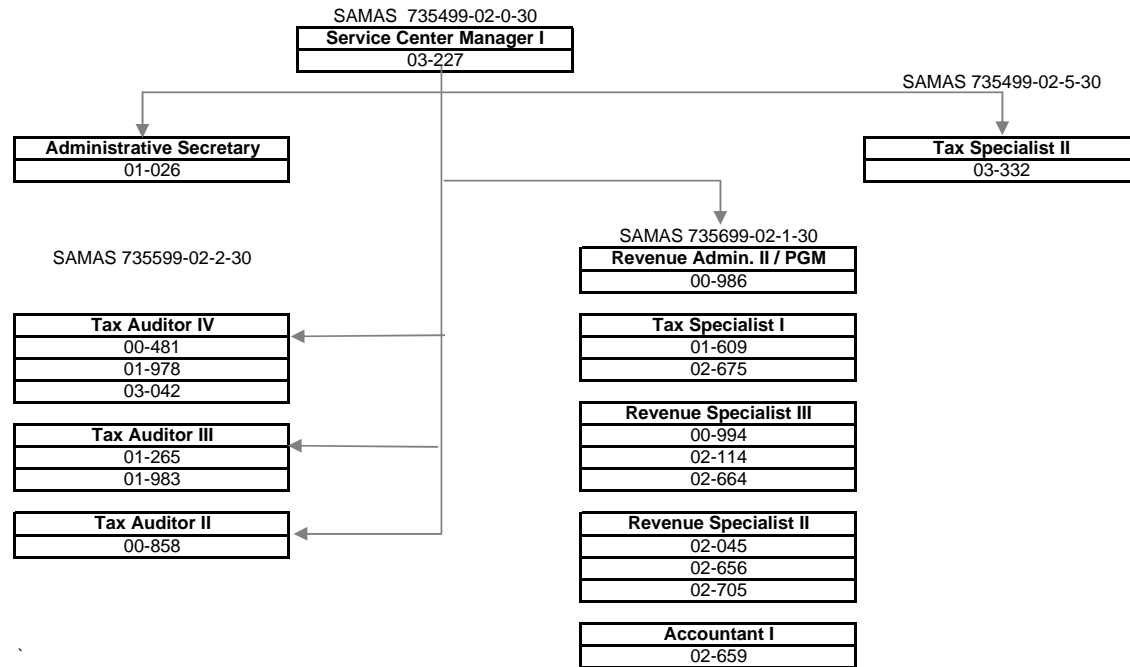 SAMAS 735499-02-0-30
Service Center Manager I
03-227
SAMAS 735499-02-5-30
Administrative Secretary
01-026
Tax Specialist II
03-332
SAMAS 735599-02-2-30
Tax Auditor IV
00-481
01-978
03-042
Tax Auditor III
01-265
01-983
Tax Auditor II
00-858
SAMAS 735699-02-1-30
Revenue Admin. II / PGM
00-986
Tax Specialist I
01-609
02-675
Revenue Specialist III
00-994
02-114
02-664
Revenue Specialist II
02-045
02-656
02-705
Accountant I
02-659
`